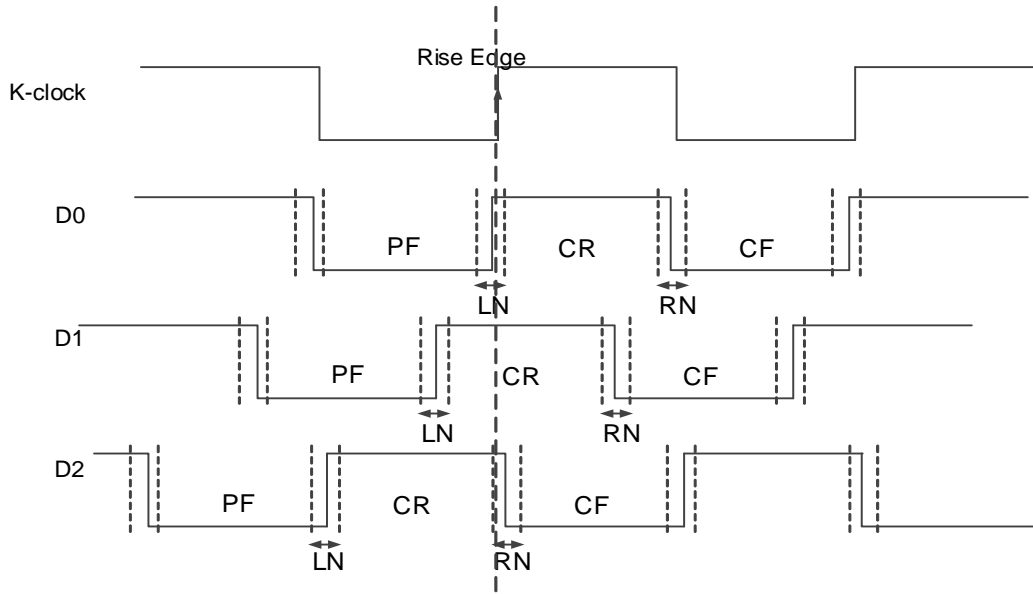 Rise Edge
K-clock
D0
PF
CR
CF
LN
RN
D1
PF
CR
CF
LN
RN
D2
PF
CR
CF
LN
RN